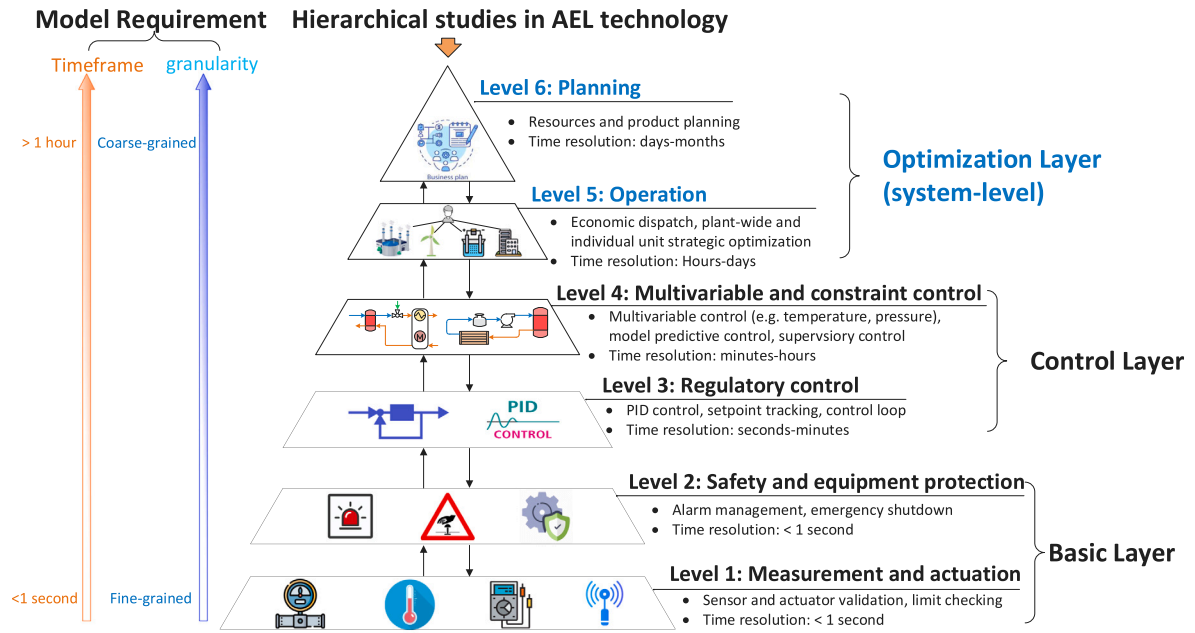 Model Requirement
Hierarchical studies in AEL technology
Timeframe
granularity
> 1 hour
Coarse-grained
<1 second
Fine-grained
Level 6: Planning
• Resources and product planning
• Time resolution: days-months
Business plan
Optimization Layer
(system-level)
Level 5: Operation
• Economic dispatch, plant-wide and
individual unit strategic optimization
• Time resolution: Hours-days
Level 4: Multivariable and constraint control
• Multivariable control (e.g. temperature, pressure),
model predictive control, supervsiory control
• Time resolution: minutes-hours
M
Control Layer
Level 3: Regulatory control
• PID control, setpoint tracking, control loop
• Time resolution: seconds-minutes
PID
CONTROL
Level 2: Safety and equipment protection
• Alarm management, emergency shutdown
• Time resolution: < 1 second
Basic Layer
Level 1: Measurement and actuation
• Sensor and actuator validation, limit checking
• Time resolution: < 1 second